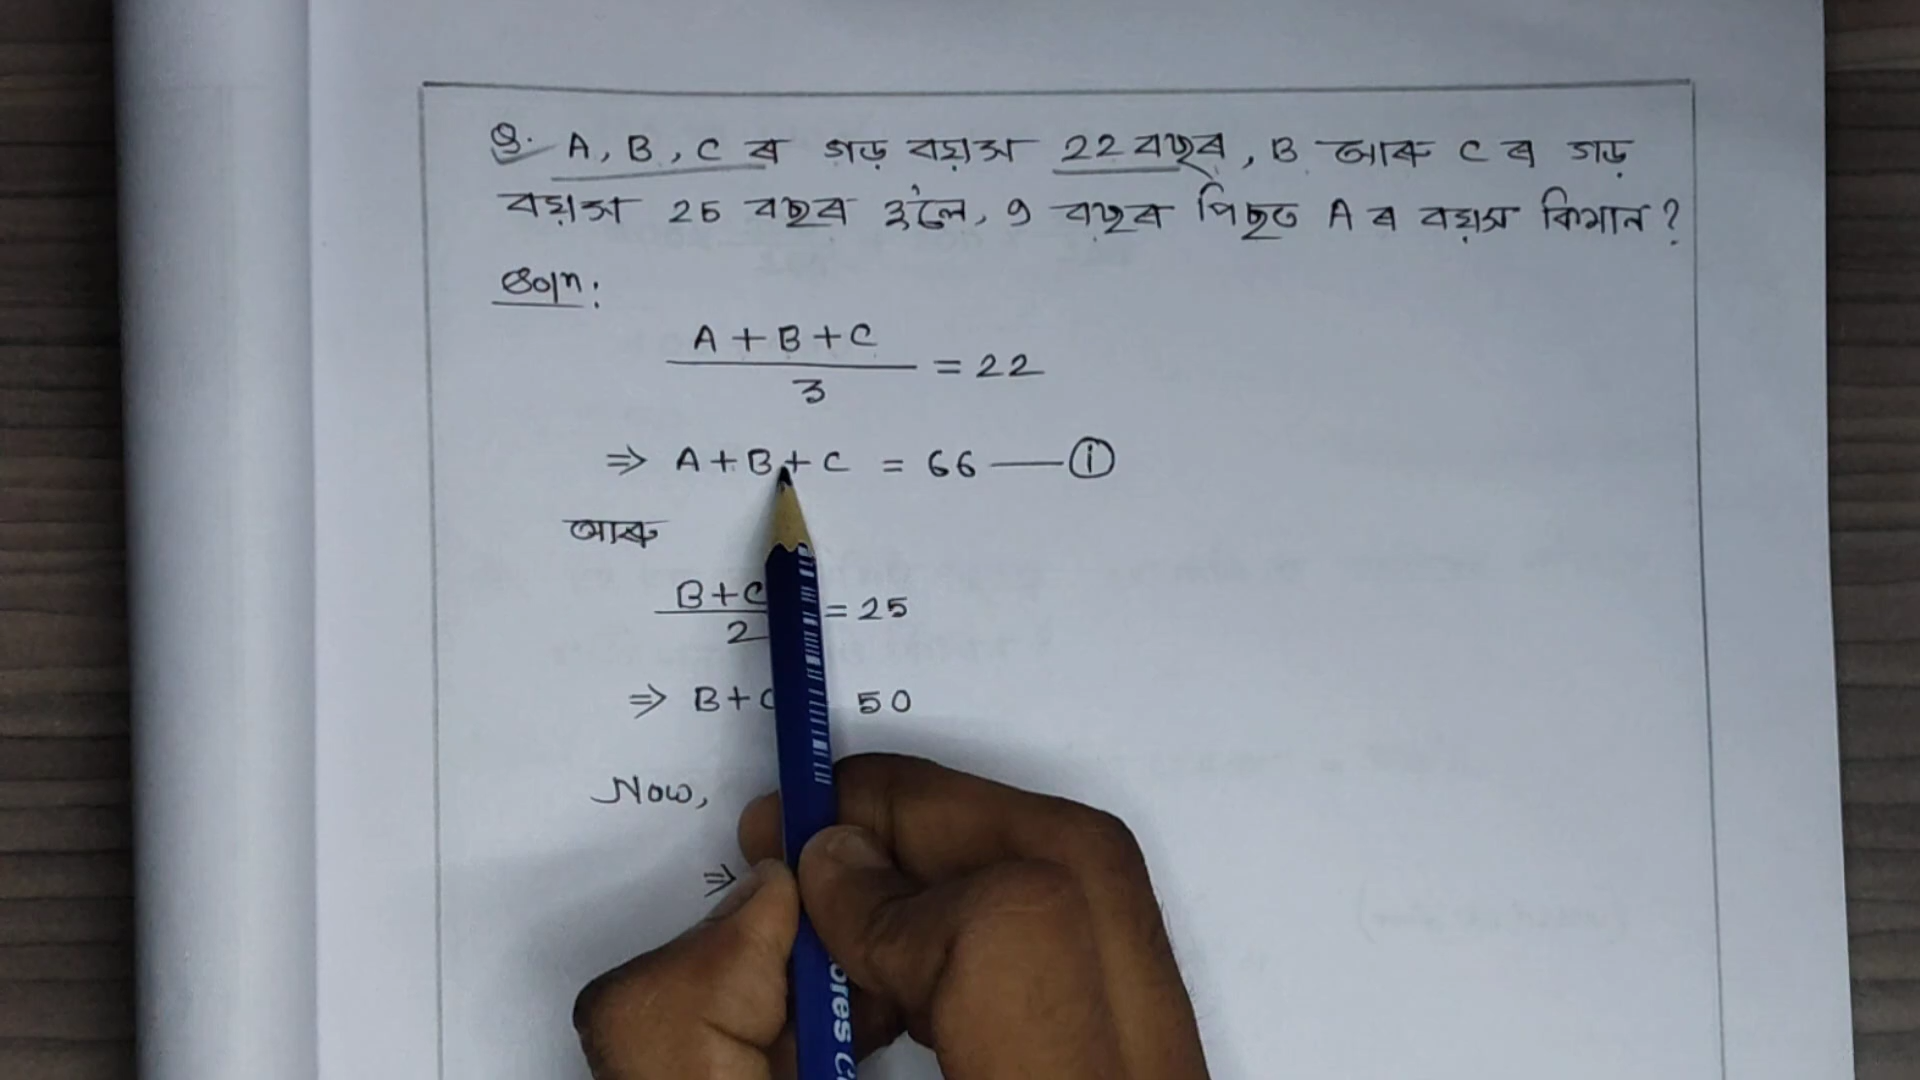 Q. A, B, C ৰ গড় বয়স 22 বছৰ, B আৰু C ৰ গড়
বয়স 25 বছৰ হ'লে, 9 বছৰ পিছত A ৰ বয়স কিমান?
Soln:
A + B + C
3
= 22
⇒ A + B + C = 66 —— ①
আৰু
B + C
2
= 25
⇒ B + C 50
Now,
⇒